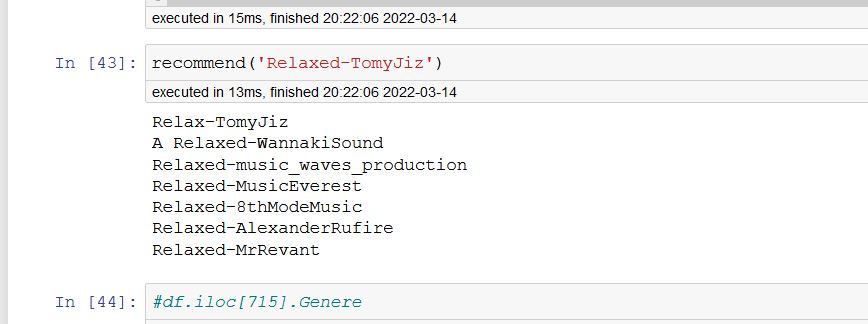 executed in 15ms, finished 20:22:06 2022-03-14
In [43]: recommend('Relaxed-TomyJiz')
executed in 13ms, finished 20:22:06 2022-03-14
Relax-TomyJiz
A Relaxed-WannakiSound
Relaxed-music_waves_production
Relaxed-MusicEverest
Relaxed-8thModeMusic
Relaxed-AlexanderRufire
Relaxed-MrRevant
In [44]: #df.iloc[715].Genere